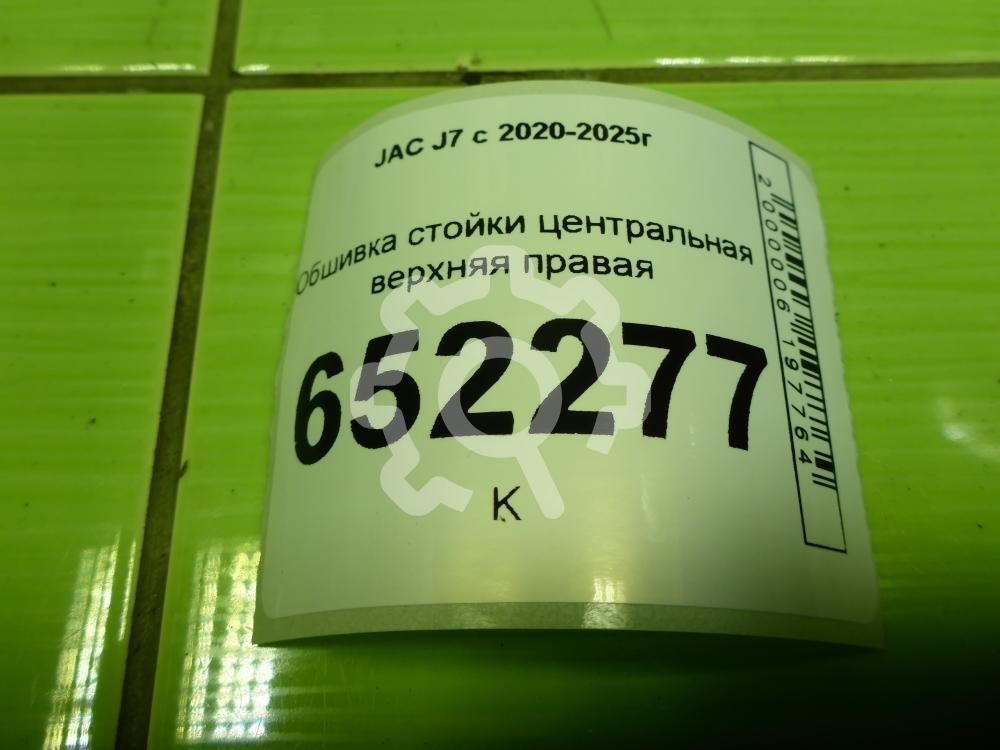 JAC J7 с 2020-2025г
Обшивка стойки центральная
верхняя правая
652277
К
2000006197764